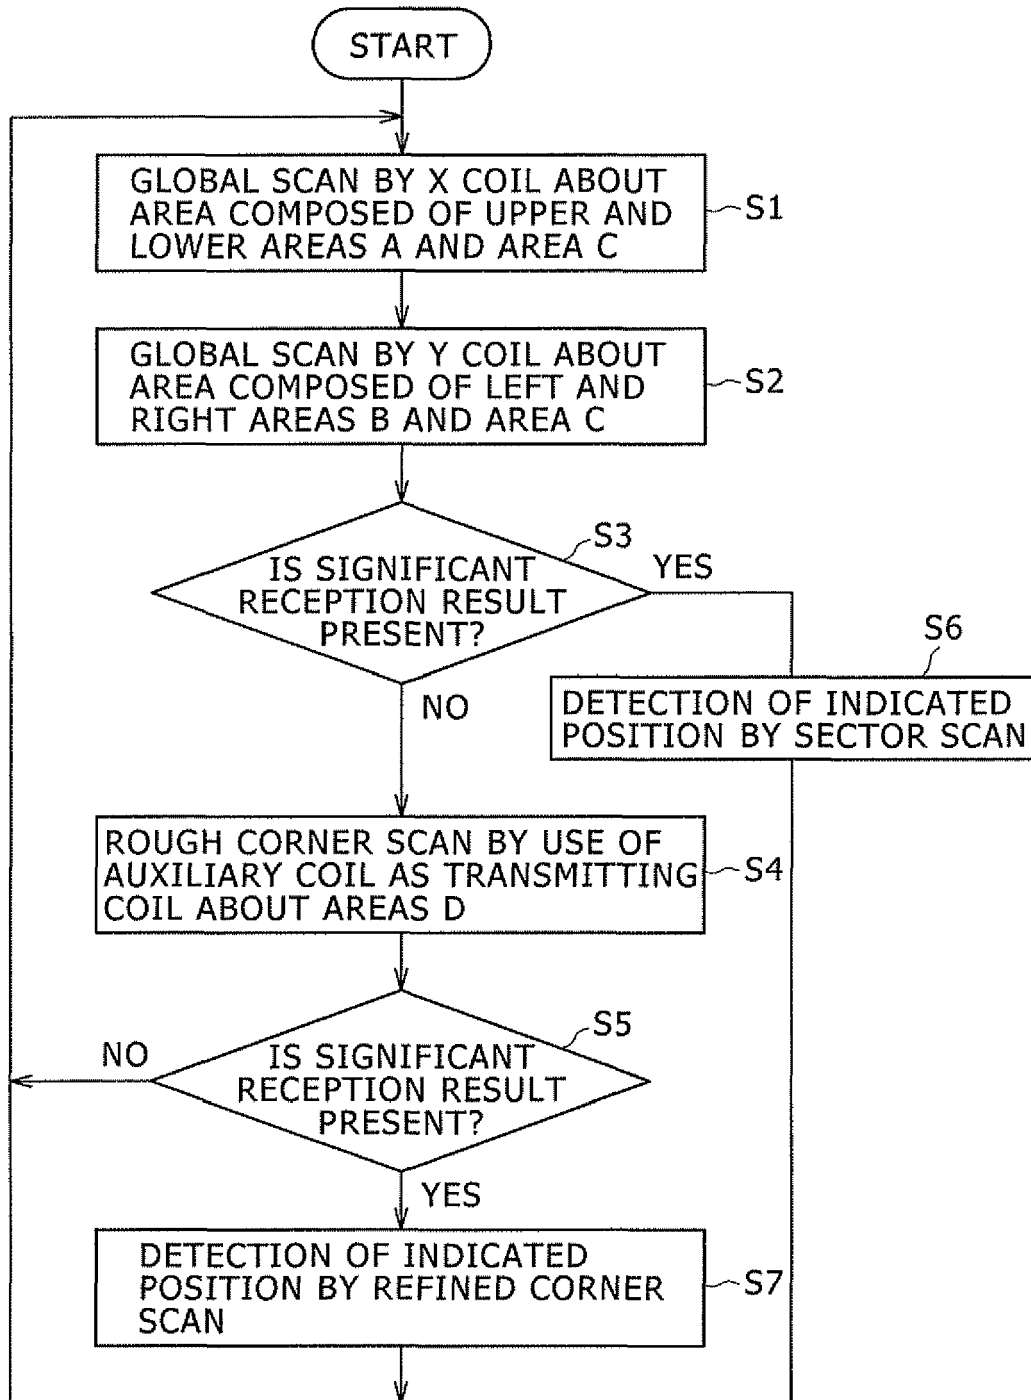 START
GLOBAL SCAN BY X COIL ABOUT
AREA COMPOSED OF UPPER AND
LOWER AREAS A AND AREA C
S1
GLOBAL SCAN BY Y COIL ABOUT
AREA COMPOSED OF LEFT AND
RIGHT AREAS B AND AREA C
S2
S3
IS SIGNIFICANT
RECEPTION RESULT
PRESENT?
YES
NO
S6
DETECTION OF INDICATED
POSITION BY SECTOR SCAN
ROUGH CORNER SCAN BY USE OF
AUXILIARY COIL AS TRANSMITTING
COIL ABOUT AREAS D
S4
S5
IS SIGNIFICANT
RECEPTION RESULT
PRESENT?
NO
YES
DETECTION OF INDICATED
POSITION BY REFINED CORNER
SCAN
S7